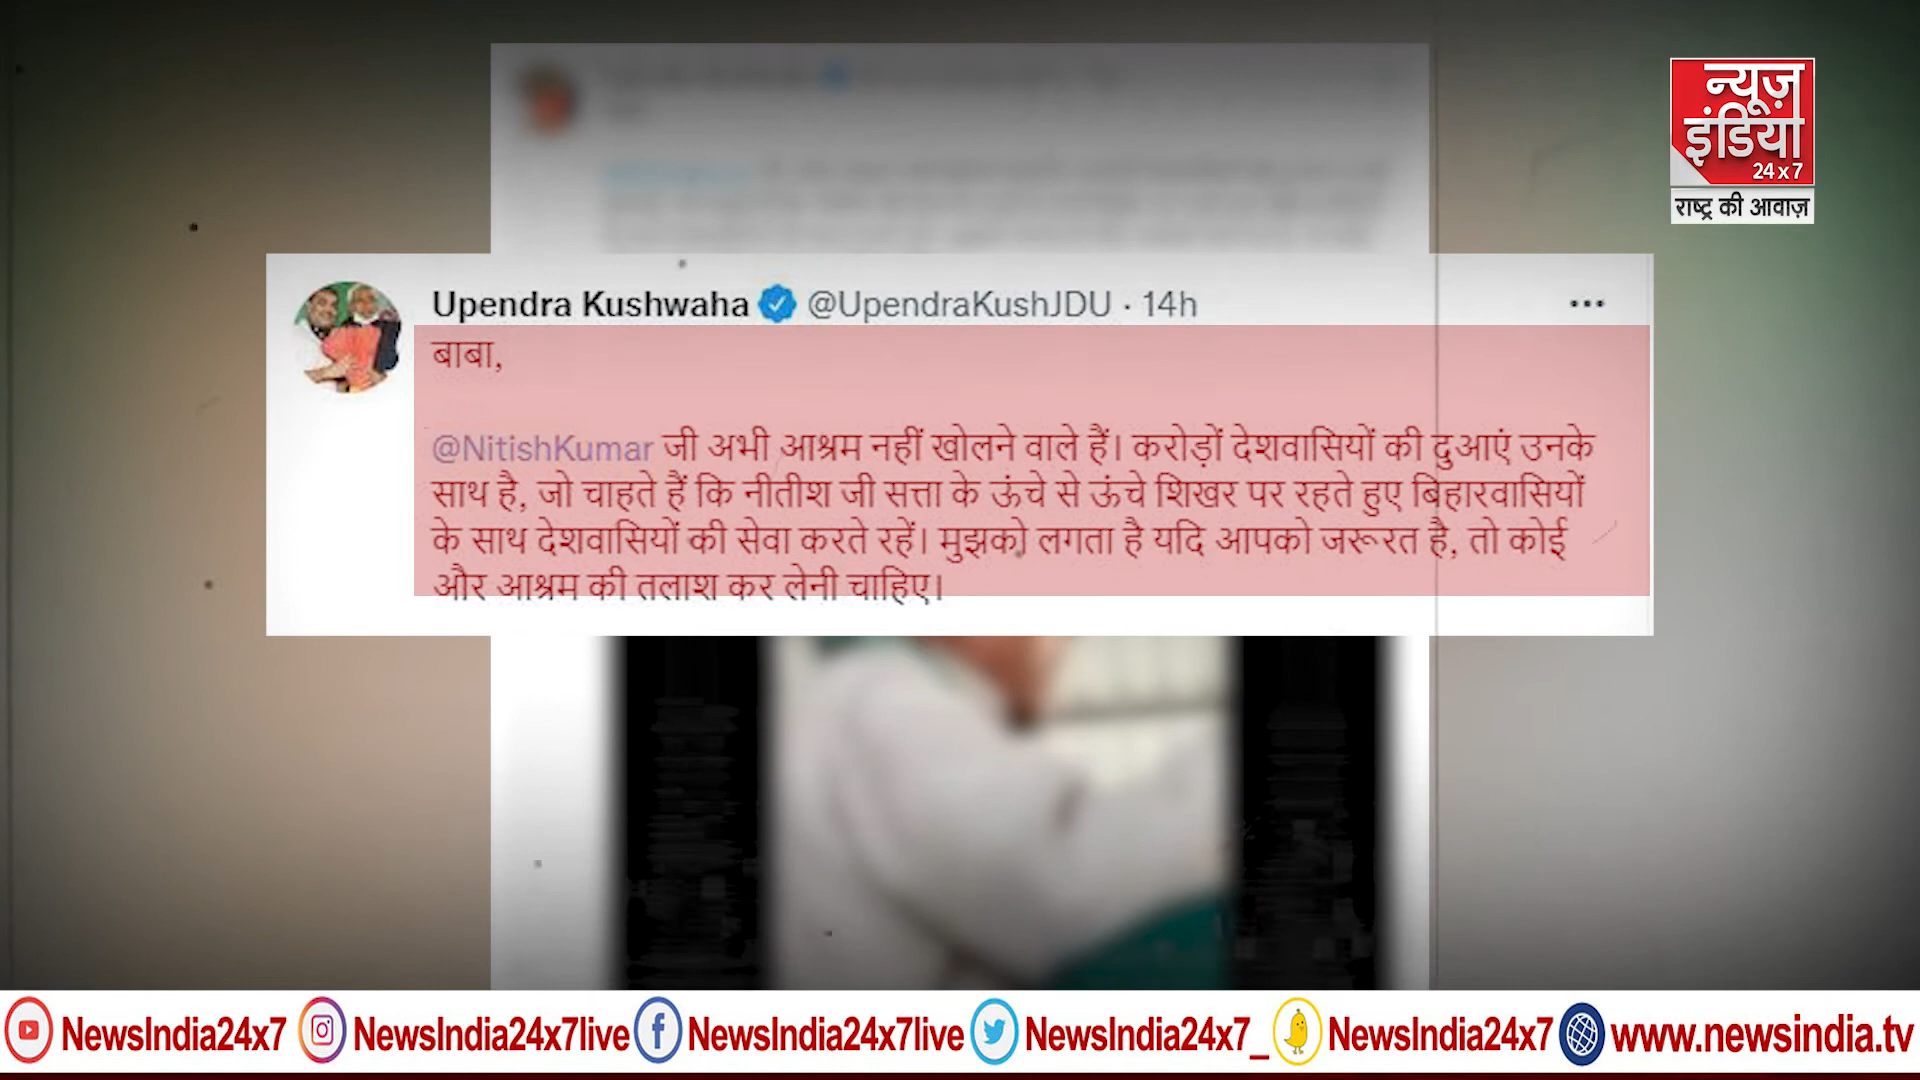 न्यूज़
इंडिया
24x7
राष्ट्र की आवाज़
Upendra Kushwaha @UpendraKushJDU · 14h
बाबा,
@NitishKumar जी अभी आश्रम नहीं खोलने वाले हैं। करोड़ों देशवासियों की दुआएं उनके
साथ है, जो चाहते हैं कि नीतीश जी सत्ता के ऊंचे से ऊंचे शिखर पर रहते हुए बिहारवासियों
के साथ देशवासियों की सेवा करते रहें। मुझको लगता है यदि आपको जरूरत है, तो कोई
और आश्रम की तलाश कर लेनी चाहिए।
NewsIndia24x7 NewsIndia24x7live NewsIndia24x7live NewsIndia24x7_ NewsIndia24x7 www.newsindia.tv